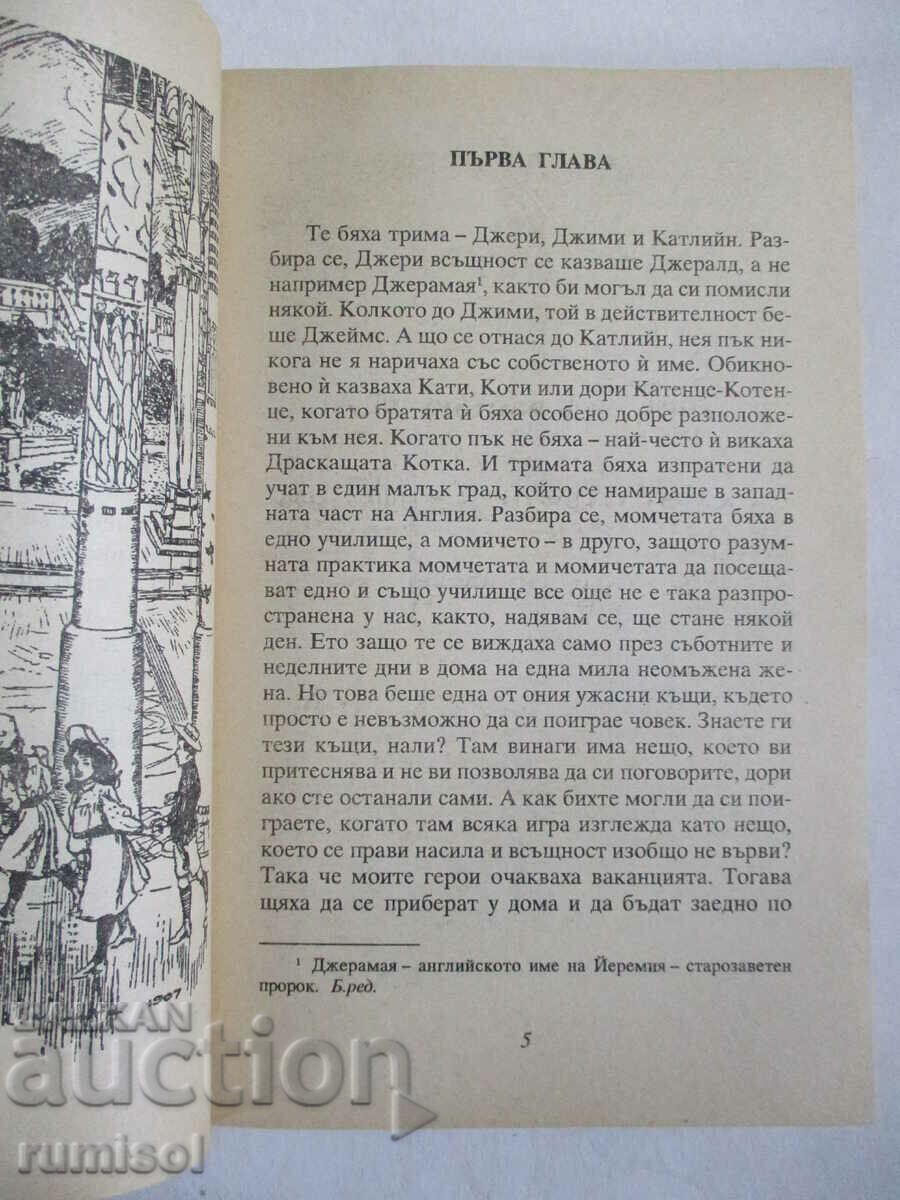 ПЪРВА ГЛАВА
Те бяха трима – Джери, Джими и Катлийн. Раз-
бира се, Джери всъщност се казваше Джералд, а не
например Джерамая¹, както би могъл да си помисли
някой. Колкото до Джими, той в действителност бе-
ше Джеймс. А що се отнася до Катлийн, нея пък ни-
кога не я наричаха със собственото ѝ име. Обикно-
вено ѝ казваха Кати, Коти или дори Катенце-Котен-
це, когато братята ѝ бяха особено добре разположе-
ни към нея. Когато пък не бяха – най-често ѝ викаха
Драскащата Котка. И тримата бяха изпратени да
учат в един малък град, който се намираше в запад-
ната част на Англия. Разбира се, момчетата бяха в
едно училище, а момичето – в друго, защото разум-
ната практика момчетата и момичетата да посеща-
ват едно и също училище все още не е така разпро-
странена у нас, както, надявам се, ще стане някой
ден. Ето защо те се виждаха само през съботните и
неделните дни в дома на една мила неомъжена же-
на. Но това беше една от ония ужасни къщи, където
просто е невъзможно да си поиграе човек. Знаете ги
тези къщи, нали? Там винаги има нещо, което ви
притеснява и не ви позволява да си поговорите, дори
ако сте останали сами. А как бихте могли да си пои-
граете, когато там всяка игра изглежда като нещо,
което се прави насила и всъщност изобщо не върви?
Така че моите герои очакваха ваканцията. Тогава
щяха да се приберат у дома и да бъдат заедно по
¹ Джерамая – английското име на Йеремия – старозаветен
пророк. Б.ред.
5
1907
BALKAN
auction
rumisol